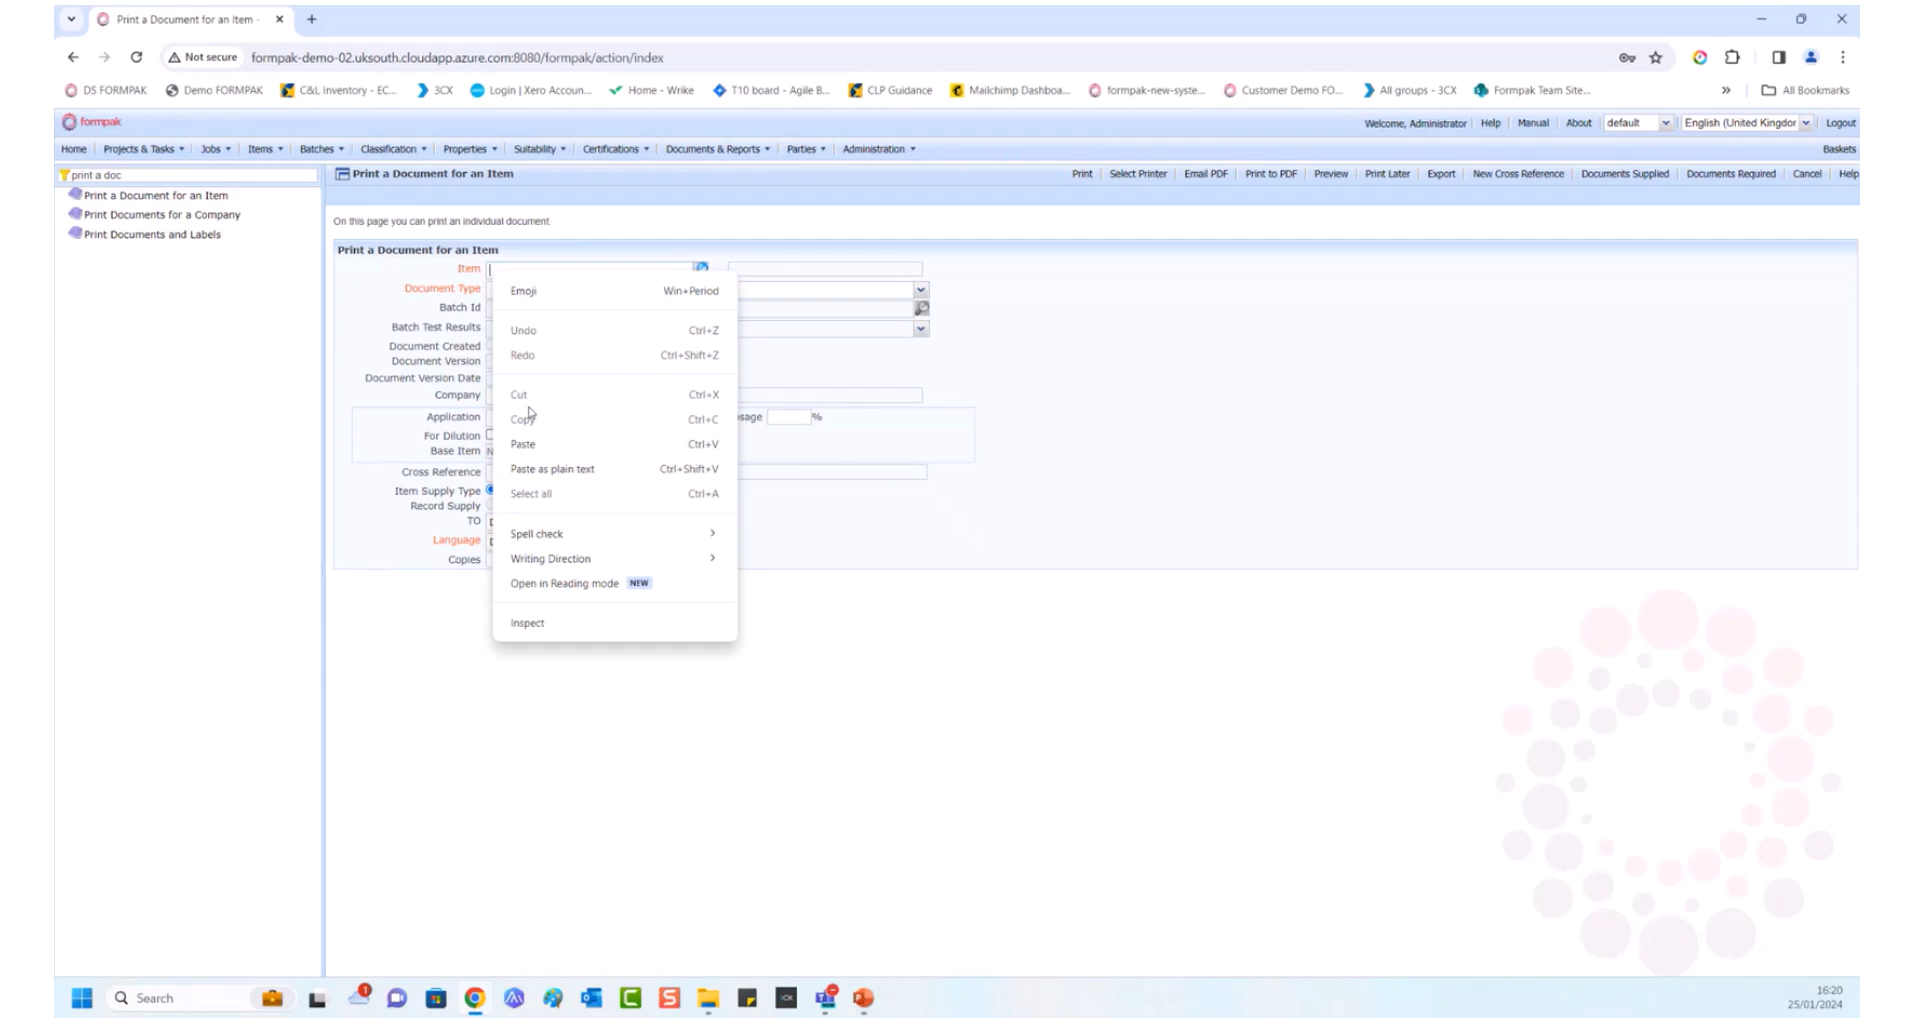 Print a Document for an Item -
Not secure formpak-demo-02.uksouth.cloudapp.azure.com:8080/formpak/action/index
DS FORMPAK Demo FORMPAK C&L Inventory - EC... 3CX Login | Xero Accoun... Home - Wrike T10 board - Agile B... CLP Guidance Mailchimp Dashboa... formpak-new-syste... Customer Demo FO... All groups - 3CX Formpak Team Site... » All Bookmarks
formpak Welcome, Administrator Help Manual About default English (United Kingdor Logout
Home Projects & Tasks Jobs Items Batches Classification Properties Suitability Certifications Documents & Reports Parties Administration Baskets
print a doc
Print a Document for an Item
Print Documents for a Company
Print Documents and Labels
Print a Document for an Item Print Select Printer Email PDF Print to PDF Preview Print Later Export New Cross Reference Documents Supplied Documents Required Cancel Help
On this page you can print an individual document.
Print a Document for an Item
Item
Document Type
Batch Id
Batch Test Results
Document Created
Document Version
Document Version Date
Company
Application sage %
For Dilution
Base Item
Cross Reference
Item Supply Type
Record Supply
TO
Language
Copies
Emoji Win+Period
Undo Ctrl+Z
Redo Ctrl+Shift+Z
Cut Ctrl+X
Copy Ctrl+C
Paste Ctrl+V
Paste as plain text Ctrl+Shift+V
Select all Ctrl+A
Spell check
Writing Direction
Open in Reading mode NEW
Inspect
Search
16:20
25/01/2024